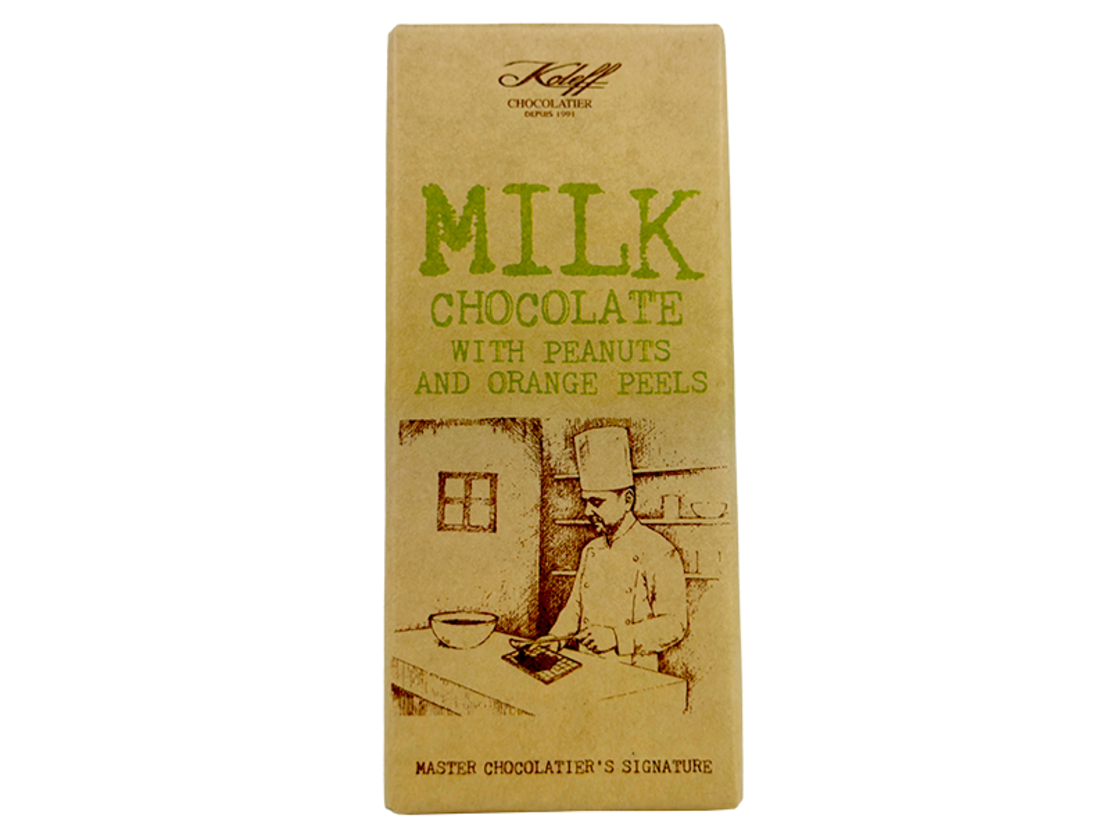 Koleff
CHOCOLATIER
DEPUIS 1991
MILK
CHOCOLATE
WITH PEANUTS
AND ORANGE PEELS
MASTER CHOCOLATIER'S SIGNATURE